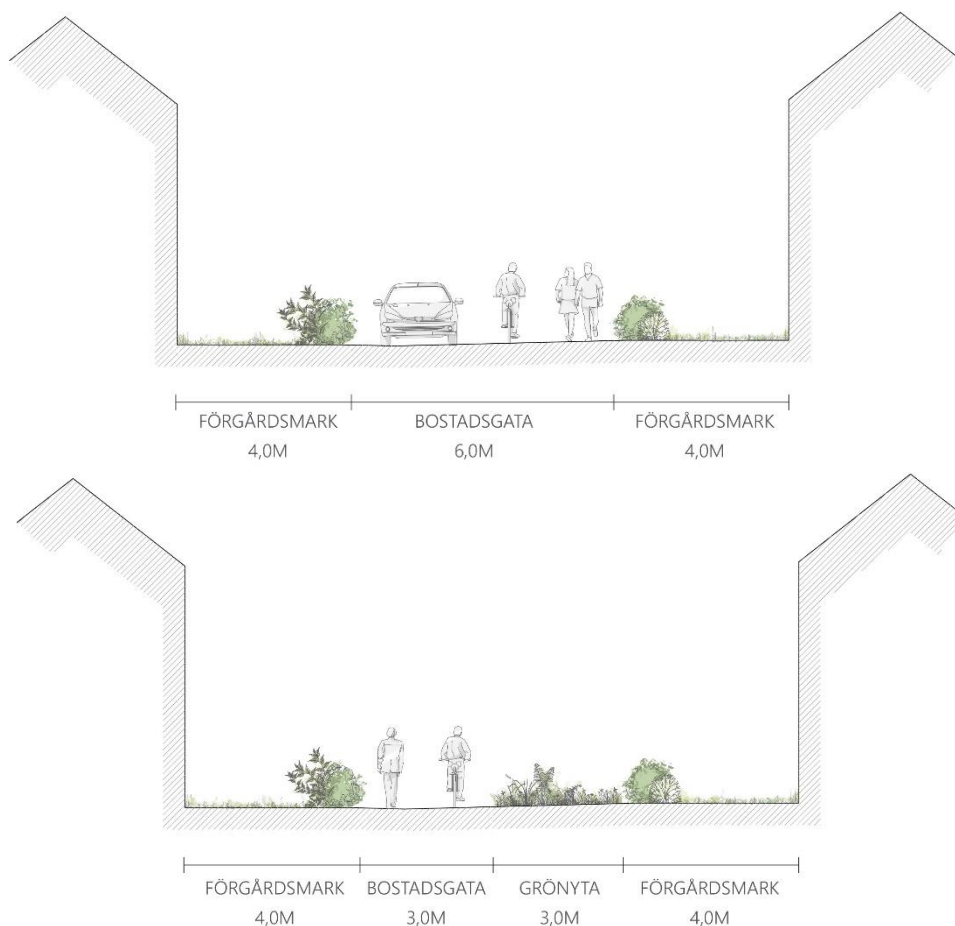 FÖRGÅRDSMARK BOSTADSGATA FÖRGÅRDSMARK
4,0M 6,0M 4,0M
FÖRGÅRDSMARK BOSTADSGATA GRÖNYTA FÖRGÅRDSMARK
4,0M 3,0M 3,0M 4,0M